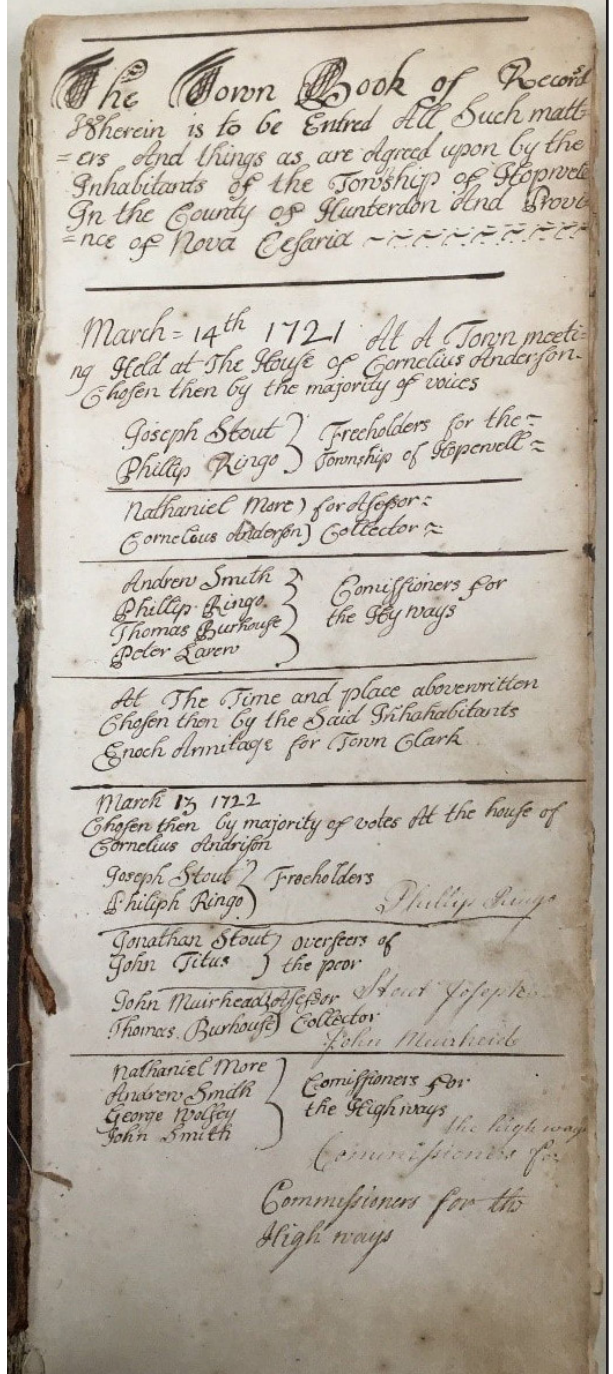 The Town Book of Record
Wherein is to be Entred All Such matt-
=ers And things as are Agreed upon by the
Inhabitants of the Township of Hopwell
In the County of Hunterdon And Provi-
=nce of Nova Cesaria
March = 14th 1721 At A Town meeti-
ng Held at The House of Cornelius Anderson-
Chosen then by the majority of voices
Joseph Stout } Freeholders for the =
Phillip Ringo } Township of Hopewell =
Nathaniel More ) for Assessor =
Cornelous Anderson ) Collector =
Andrew Smith
Phillip Ringo } Comissioners for
Thomas Burhouse } the Hy ways
Peter Larew
At The Time and place abovewritten
Chosen then by the Said Inhahabitants
Enoch Armitage for Town Clark
March 13 1722
Chosen then by majority of votes At the house of
Cornelius Andrison
Joseph Stout } Freeholders
Philiph Ringo )
Phillip Ringo
Jonathan Stout } overseers of
John Titus } the poor
John Muirhead ) Assessor Stout Joseph
Thomas Burhouse ) Collector
John Muirheid
Nathaniel More
Andrew Smith } Comissioners for
George Wolsey } the High ways
John Smith
the high ways
Commissioners for
Commissioners for the
High ways